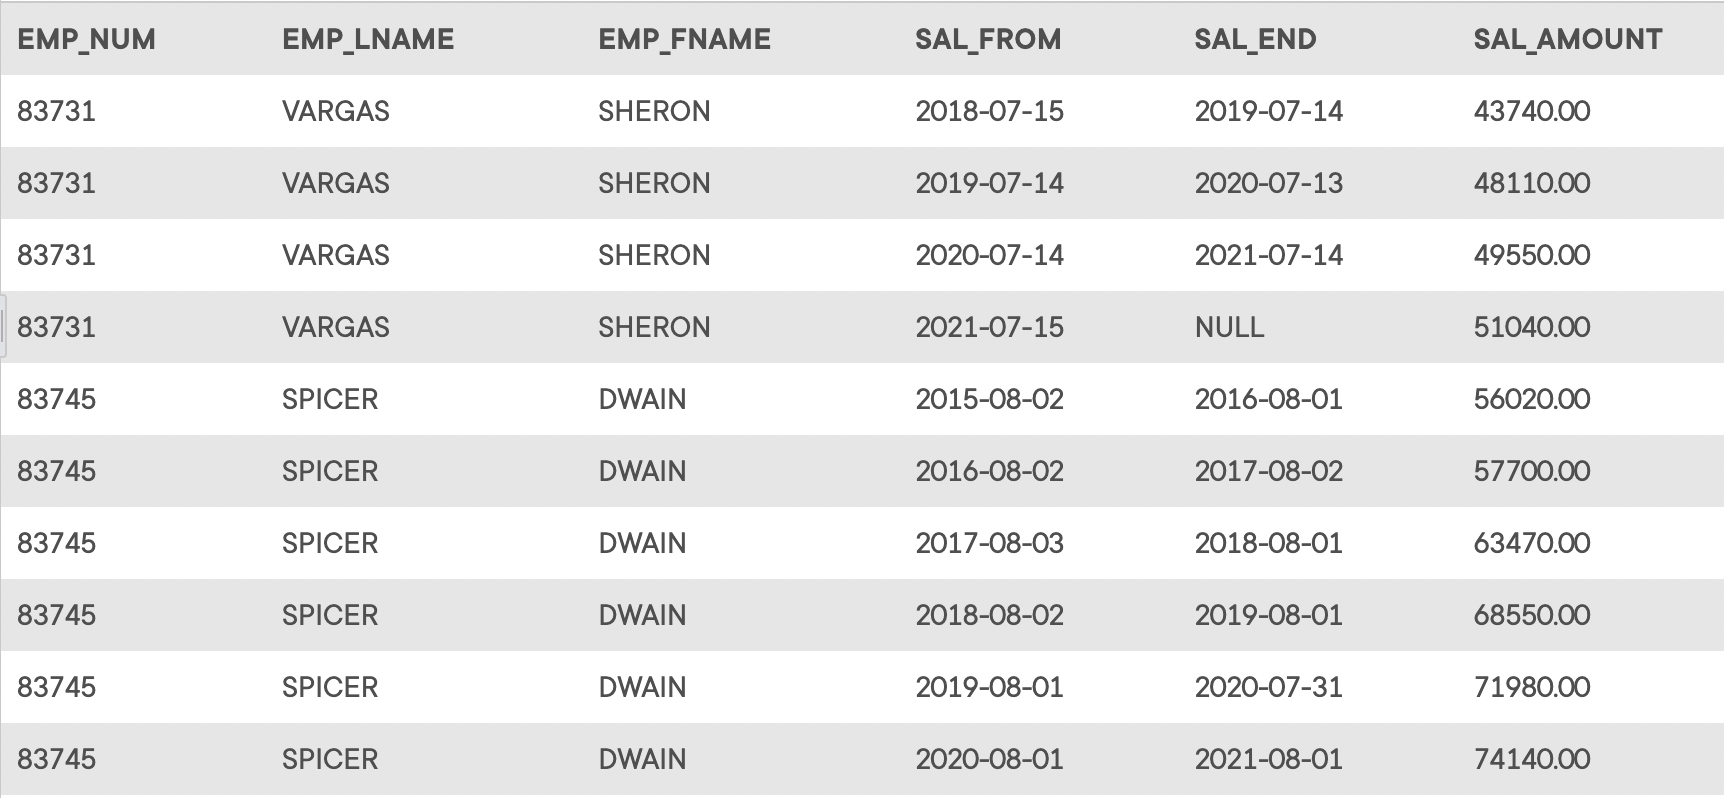 EMP_NUM EMP_LNAME EMP_FNAME SAL_FROM SAL_END SAL_AMOUNT
83731 VARGAS SHERON 2018-07-15 2019-07-14 43740.00
83731 VARGAS SHERON 2019-07-14 2020-07-13 48110.00
83731 VARGAS SHERON 2020-07-14 2021-07-14 49550.00
83731 VARGAS SHERON 2021-07-15 NULL 51040.00
83745 SPICER DWAIN 2015-08-02 2016-08-01 56020.00
83745 SPICER DWAIN 2016-08-02 2017-08-02 57700.00
83745 SPICER DWAIN 2017-08-03 2018-08-01 63470.00
83745 SPICER DWAIN 2018-08-02 2019-08-01 68550.00
83745 SPICER DWAIN 2019-08-01 2020-07-31 71980.00
83745 SPICER DWAIN 2020-08-01 2021-08-01 74140.00